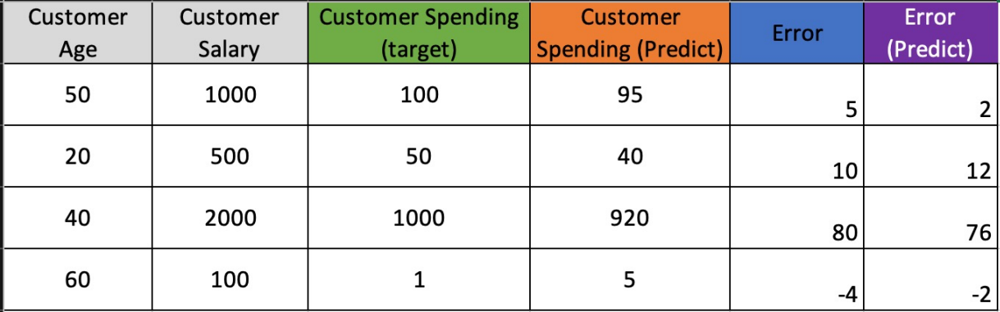 Customer Age Customer Salary Customer Spending (target) Customer Spending (Predict) Error Error (Predict)
50 1000 100 95 5 2
20 500 50 40 10 12
40 2000 1000 920 80 76
60 100 1 5 -4 -2